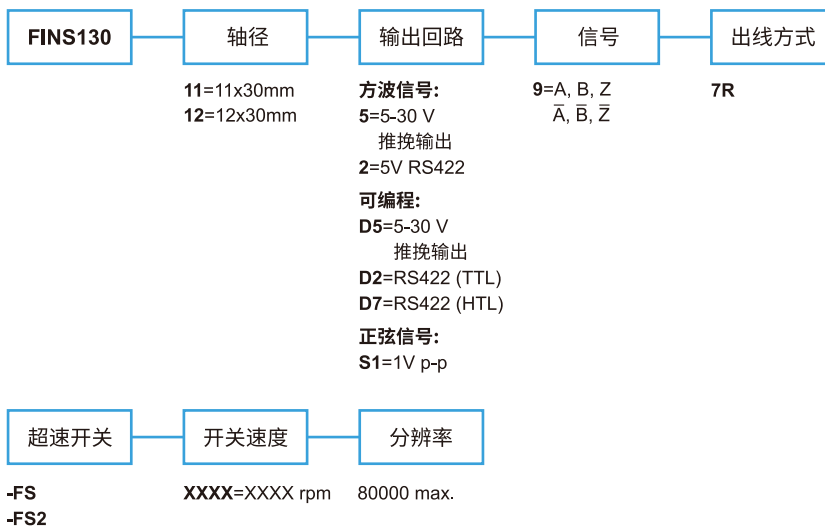 FINS130
轴径
输出回路
信号
出线方式
11=11x30mm
12=12x30mm
方波信号:
5=5-30 V
推挽输出
2=5V RS422
可编程:
D5=5-30 V
推挽输出
D2=RS422 (TTL)
D7=RS422 (HTL)
正弦信号:
S1=1V p-p
9=A, B, Z
A̅, B̅, Z̅
7R
超速开关
开关速度
分辨率
-FS
-FS2
XXXX=XXXX rpm
80000 max.